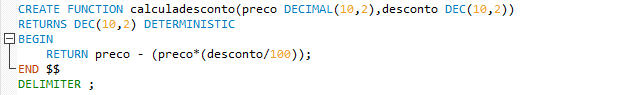 CREATE FUNCTION calculadesconto(preco DECIMAL(10,2),desconto DEC(10,2))
RETURNS DEC(10,2) DETERMINISTIC
BEGIN
RETURN preco - (preco*(desconto/100));
END $$
DELIMITER ;